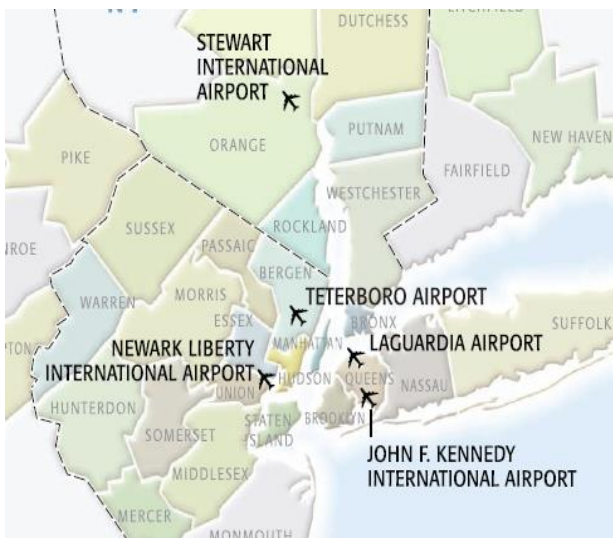 NY
DUTCHESS
LITCHFIELD
STEWART
INTERNATIONAL
AIRPORT
PUTNAM
ORANGE
NEW HAVEN
PIKE
FAIRFIELD
WESTCHESTER
SUSSEX
ROCKLAND
PASSAIC
BERGEN
WARREN
MORRIS
TETERBORO AIRPORT
ESSEX
BRONX
SUFFOLK
MANHATTAN
LAGUARDIA AIRPORT
NEWARK LIBERTY
INTERNATIONAL AIRPORT
HUDSON
QUEENS
NASSAU
UNION
HUNTERDON
STATEN
ISLAND
BROOKLYN
SOMERSET
JOHN F. KENNEDY
INTERNATIONAL AIRPORT
MIDDLESEX
MERCER
MONMOUTH